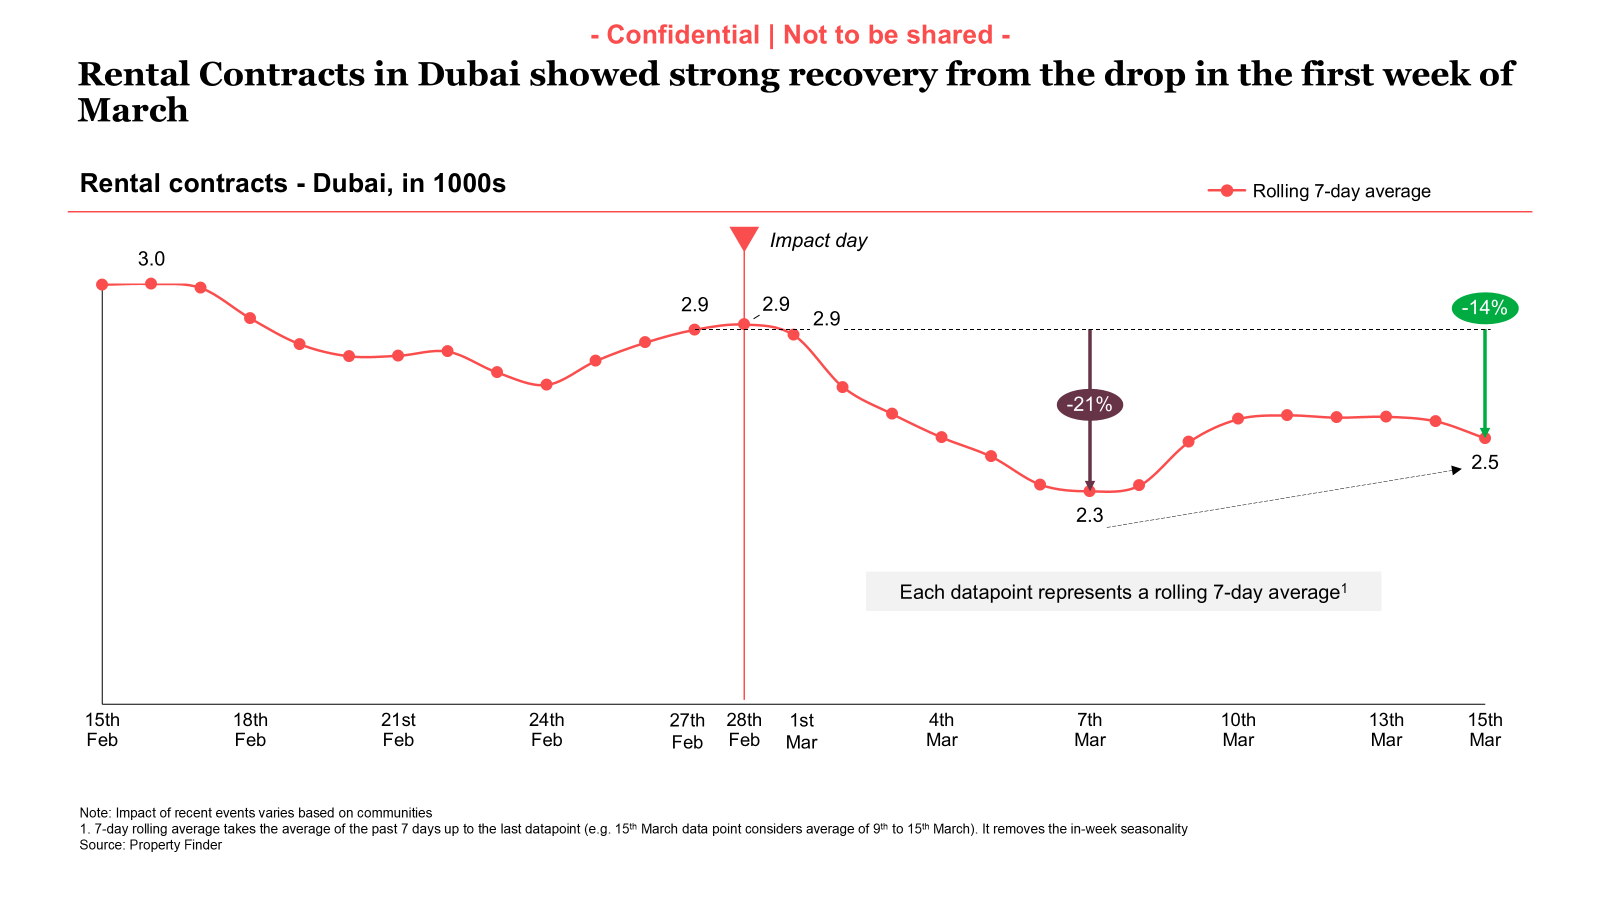 - Confidential | Not to be shared -
Rental Contracts in Dubai showed strong recovery from the drop in the first week of
March
Rental contracts - Dubai, in 1000s
Rolling 7-day average
Impact day
3.0
2.9
2.9
2.9
-14%
-21%
2.5
2.3
Each datapoint represents a rolling 7-day average¹
15th
Feb
18th
Feb
21st
Feb
24th
Feb
27th
Feb
28th
Feb
1st
Mar
4th
Mar
7th
Mar
10th
Mar
13th
Mar
15th
Mar
Note: Impact of recent events varies based on communities
1. 7-day rolling average takes the average of the past 7 days up to the last datapoint (e.g. 15th March data point considers average of 9th to 15th March). It removes the in-week seasonality
Source: Property Finder